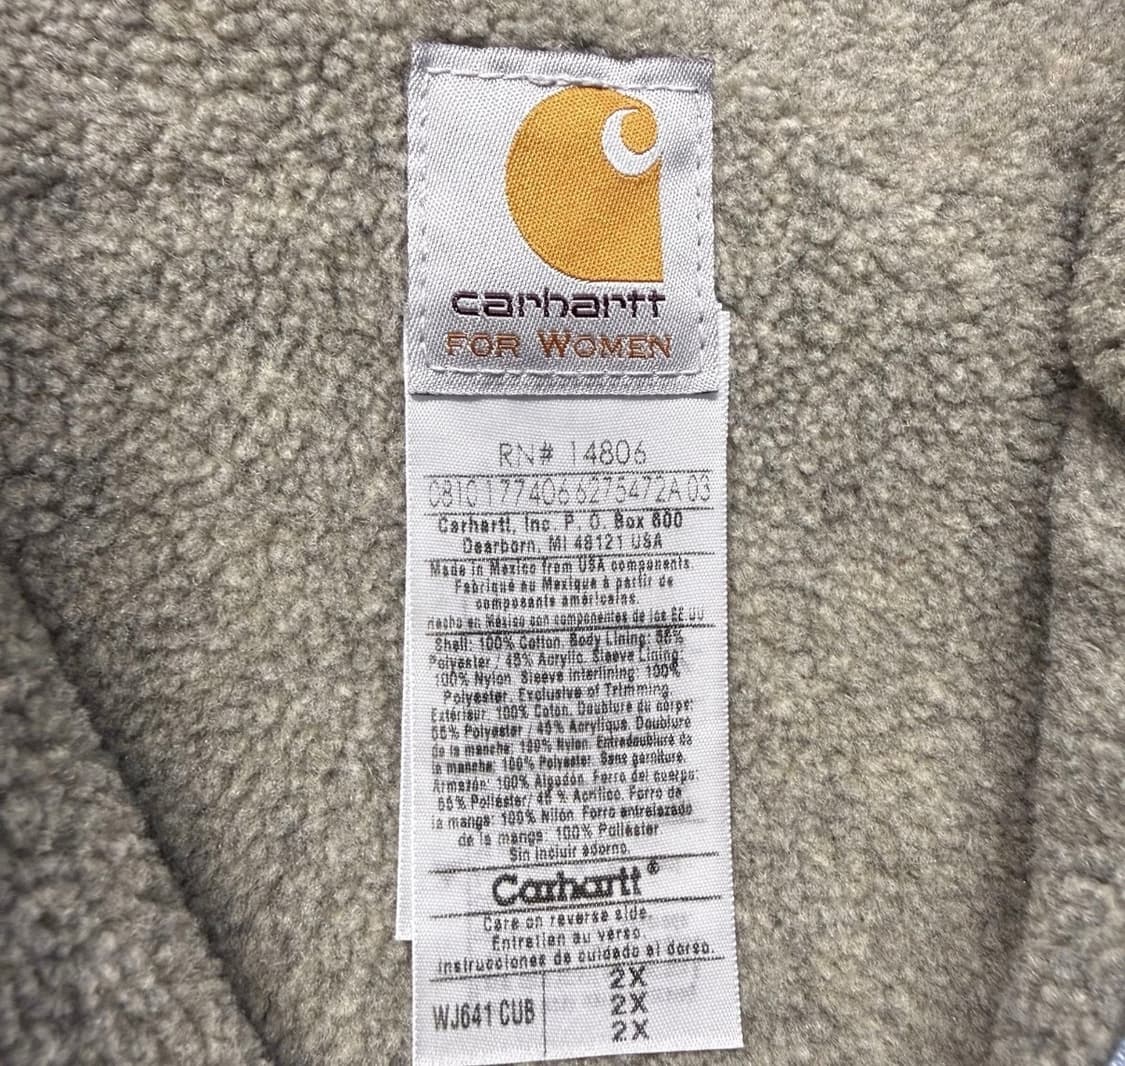 carhartt
FOR WOMEN
RN# 14806
Carhartt, Inc. P. O. Box 600
Dearborn, MI 48121 USA
Made in Mexico from USA components
Fabriqué au Mexique à partir de
composants américains.
Hecho en México con componentes de los EE.UU
Shell: 100% Cotton. Body Lining:
Polyester / 45% Acrylic. Sleeve Lining:
100% Nylon. Sleeve Interlining: 100%
Polyester. Exclusive of Trimming.
Extérieur: 100% Coton. Doublure du corps:
55% Polyester / 45% Acrylique. Doublure
de la manche: 100% Nylon. Entredoublure de
la manche: 100% Polyester. Sans garniture.
Armazón: 100% Algodón. Forro del cuerpo:
55% Poliéster/ % Acrílico. Forro de
la manga: 100% Nilón. Forro entrelazado
de la manga: 100% Poliéster
Sin incluir adorno.
Carhartt®
Care on reverse side.
Entretien au verso.
Instrucciones de cuidado al dorso.
2X
WJ641 CUB 2X
2X